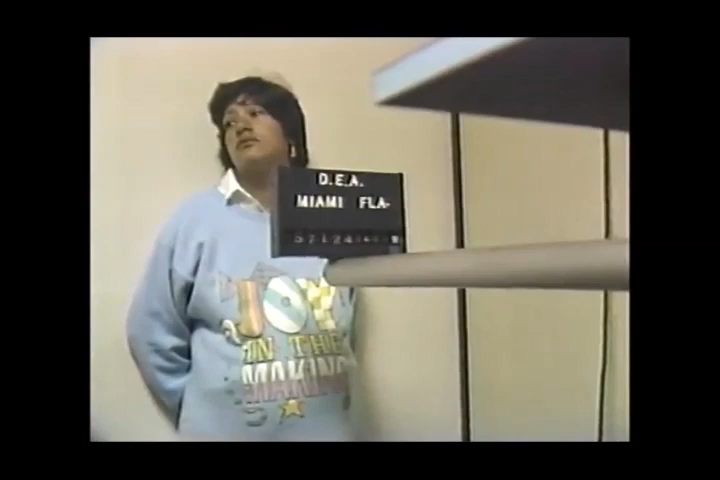 D.E.A.
MIAMI FLA.
JOY
IN THE
MAKING